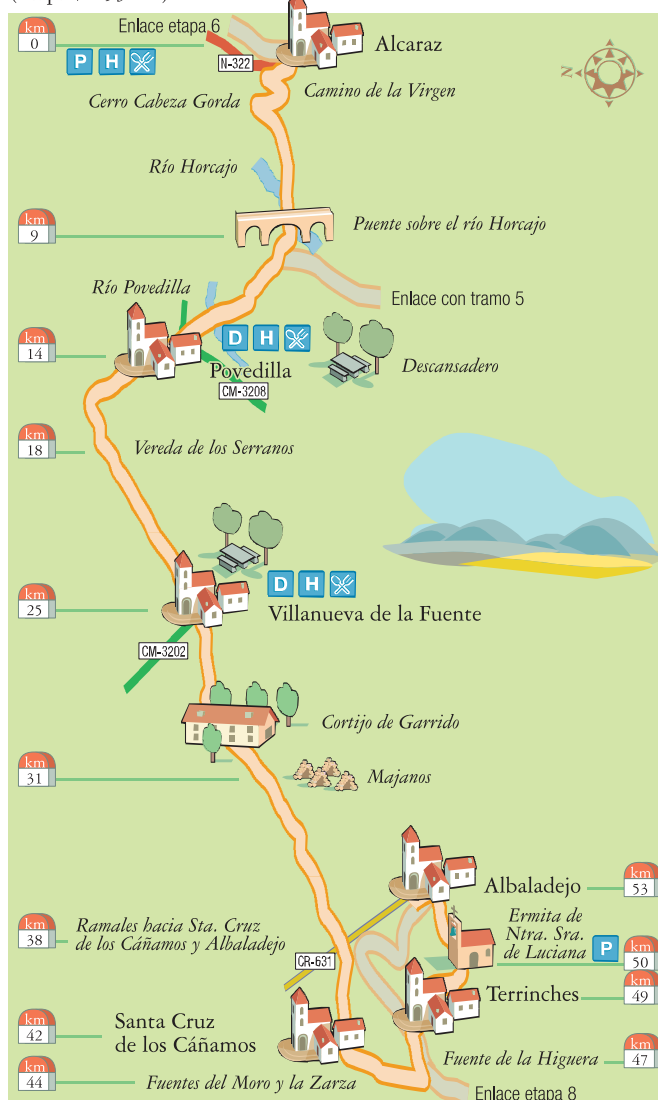 km
0
Enlace etapa 6
Alcaraz
P H
N-322
N
Cerro Cabeza Gorda
Camino de la Virgen
Río Horcajo
km
9
Puente sobre el río Horcajo
Río Povedilla
Enlace con tramo 5
km
14
D H
Povedilla
Descansadero
CM-3208
km
18
Vereda de los Serranos
D H
km
25
Villanueva de la Fuente
CM-3202
Cortijo de Garrido
km
31
Majanos
Albaladejo
km
53
km
38
Ramales hacia Sta. Cruz
de los Cáñamos y Albaladejo
Ermita de
Ntra. Sra.
de Luciana
P
km
50
CR-631
Terrinches
km
49
km
42
Santa Cruz
de los Cáñamos
Fuente de la Higuera
km
47
km
44
Fuentes del Moro y la Zarza
Enlace etapa 8